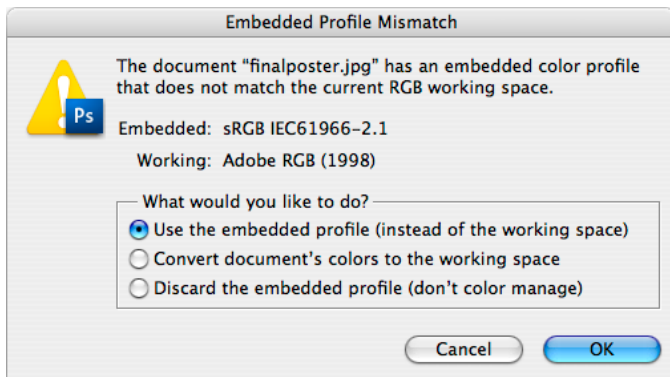 Embedded Profile Mismatch
The document “finalposter.jpg” has an embedded color profile
that does not match the current RGB working space.
Ps
Embedded: sRGB IEC61966-2.1
Working: Adobe RGB (1998)
What would you like to do?
Use the embedded profile (instead of the working space)
Convert document’s colors to the working space
Discard the embedded profile (don’t color manage)
Cancel OK